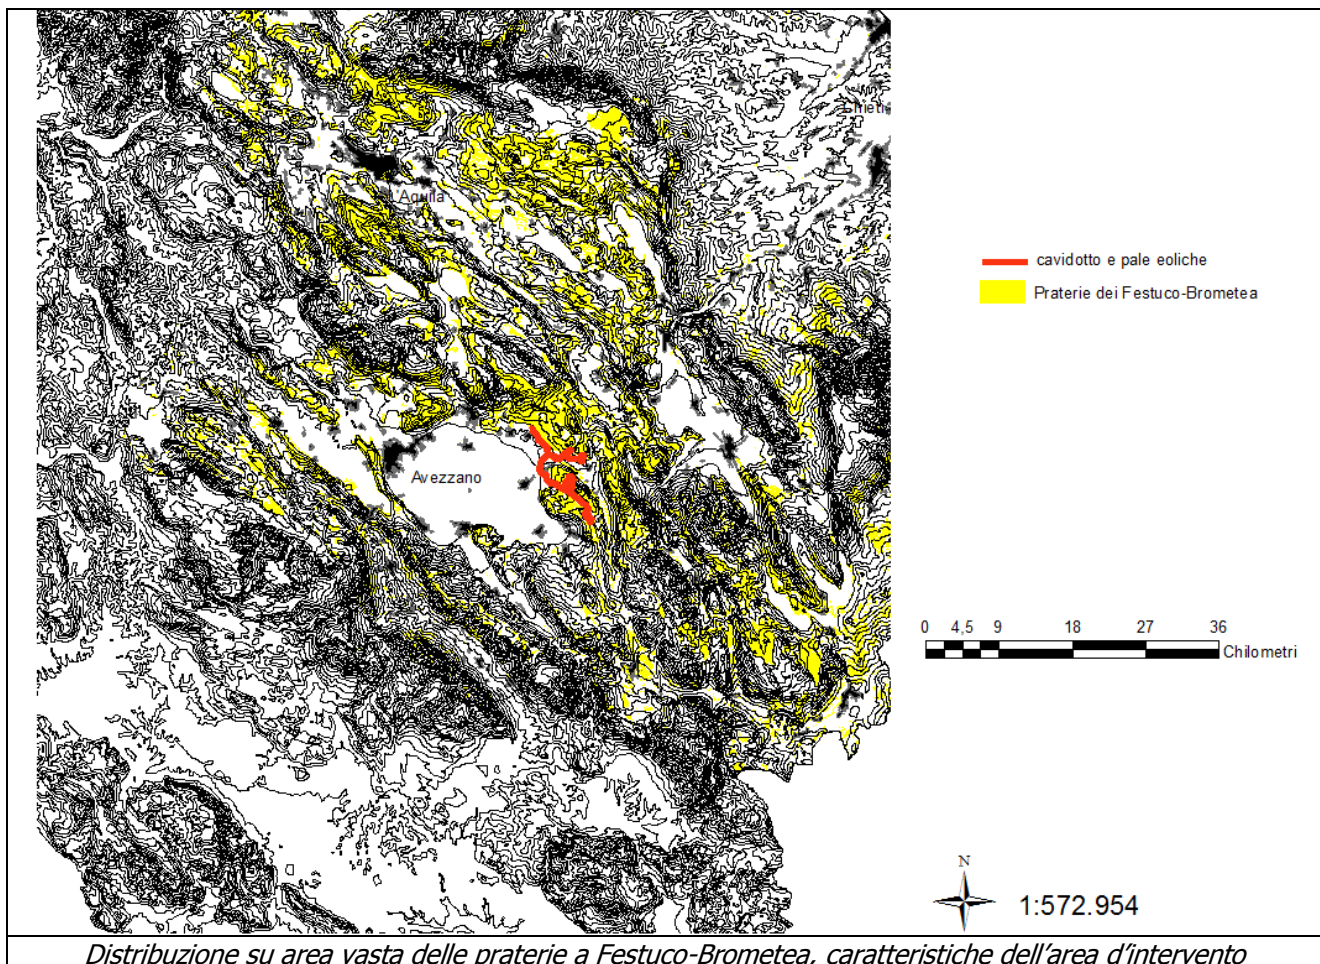 Chieti
L'Aquila
Avezzano
cavidotto e pale eoliche
Praterie dei Festuco-Brometea
0 4,5 9 18 27 36
Chilometri
N
1:572.954
Distribuzione su area vasta delle praterie a Festuco-Brometea, caratteristiche dell'area d'intervento